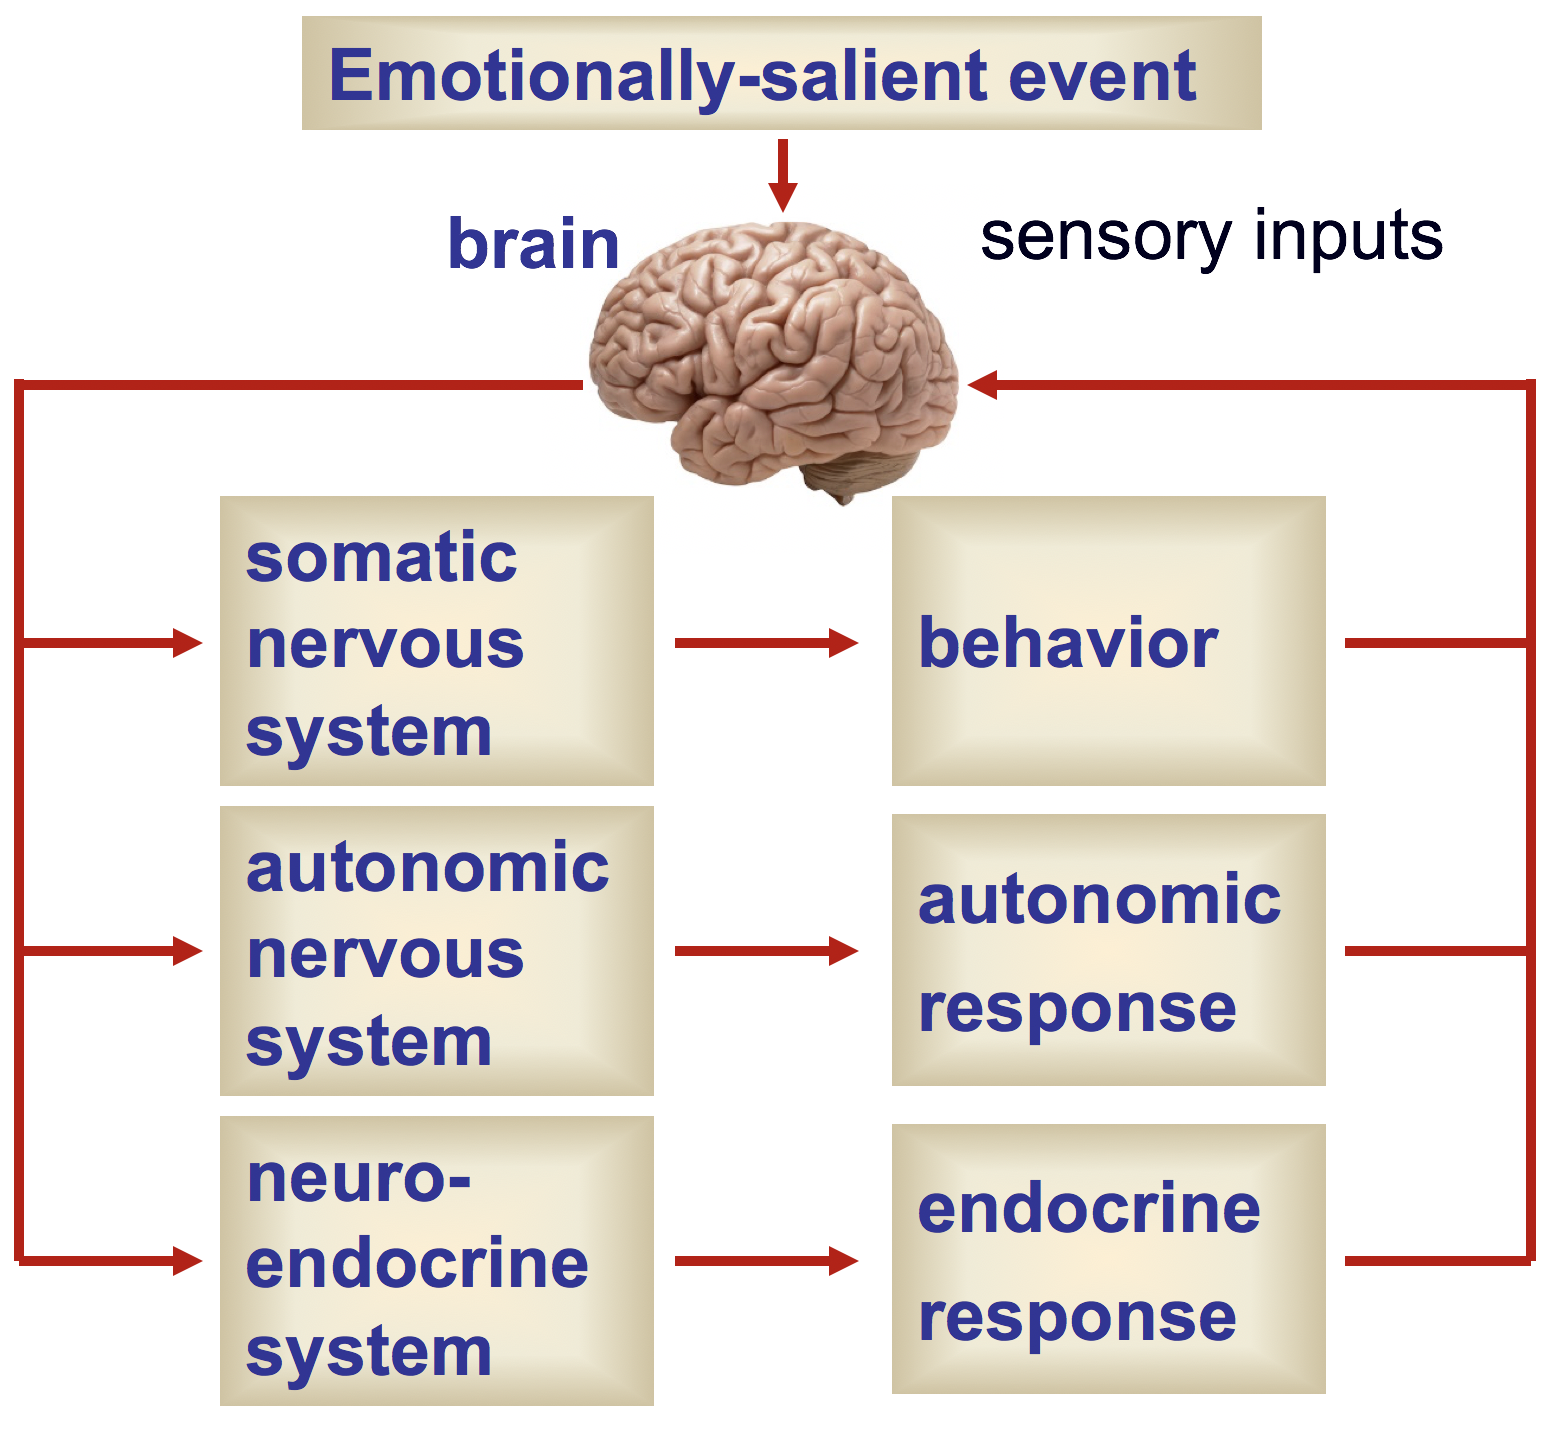 Emotionally-salient event
brain
sensory inputs
somatic
nervous
system
behavior
autonomic
nervous
system
autonomic
response
neuro-
endocrine
system
endocrine
response